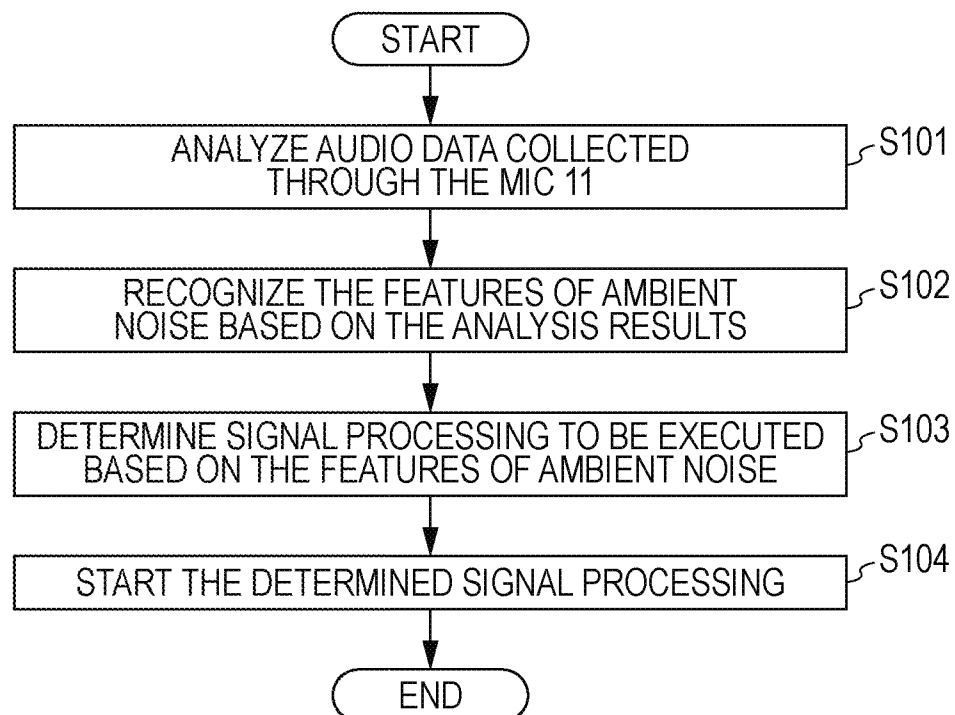 START
ANALYZE AUDIO DATA COLLECTED
THROUGH THE MIC 11
S101
RECOGNIZE THE FEATURES OF AMBIENT
NOISE BASED ON THE ANALYSIS RESULTS
S102
DETERMINE SIGNAL PROCESSING TO BE EXECUTED
BASED ON THE FEATURES OF AMBIENT NOISE
S103
START THE DETERMINED SIGNAL PROCESSING
S104
END